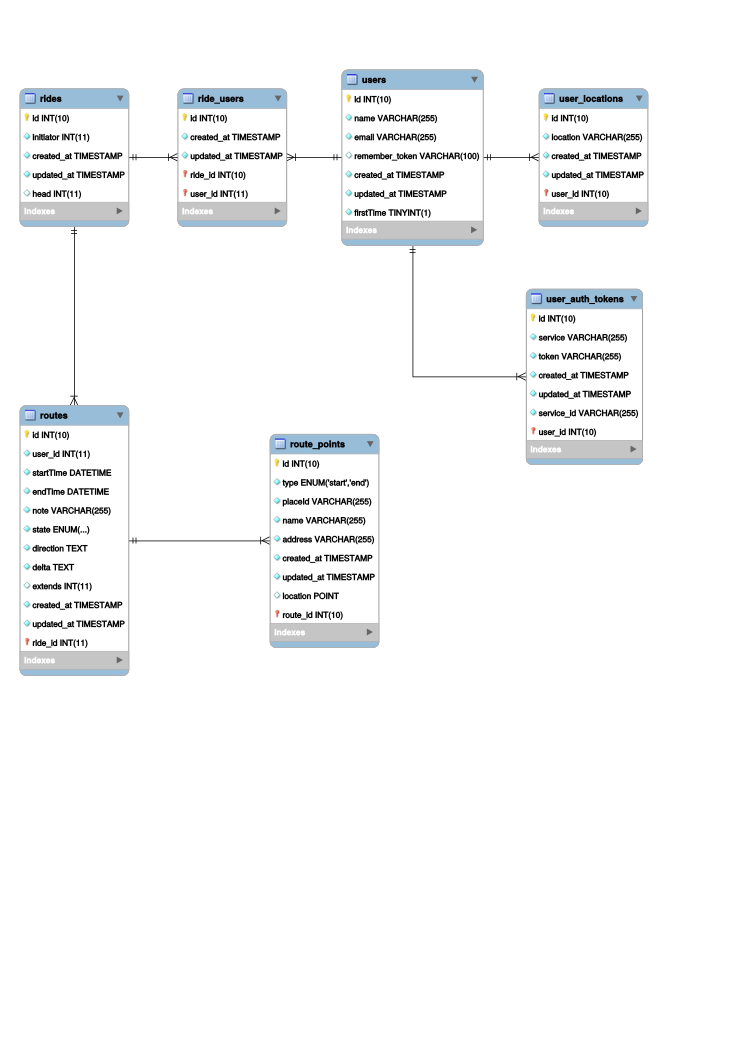 rides
id INT(10)
initiator INT(11)
created_at TIMESTAMP
updated_at TIMESTAMP
head INT(11)
Indexes
ride_users
id INT(10)
created_at TIMESTAMP
updated_at TIMESTAMP
ride_id INT(10)
user_id INT(11)
Indexes
users
id INT(10)
name VARCHAR(255)
email VARCHAR(255)
remember_token VARCHAR(100)
created_at TIMESTAMP
updated_at TIMESTAMP
firstTime TINYINT(1)
Indexes
user_locations
id INT(10)
location VARCHAR(255)
created_at TIMESTAMP
updated_at TIMESTAMP
user_id INT(10)
Indexes
user_auth_tokens
id INT(10)
service VARCHAR(255)
token VARCHAR(255)
created_at TIMESTAMP
updated_at TIMESTAMP
service_id VARCHAR(255)
user_id INT(10)
Indexes
routes
id INT(10)
user_id INT(11)
startTime DATETIME
endTime DATETIME
note VARCHAR(255)
state ENUM(...)
direction TEXT
delta TEXT
extends INT(11)
created_at TIMESTAMP
updated_at TIMESTAMP
ride_id INT(11)
Indexes
route_points
id INT(10)
type ENUM('start','end')
placeId VARCHAR(255)
name VARCHAR(255)
address VARCHAR(255)
created_at TIMESTAMP
updated_at TIMESTAMP
location POINT
route_id INT(10)
Indexes